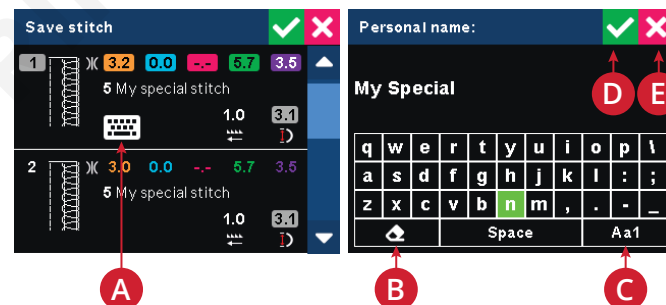 Save stitch
1 3.2 0.0 -.- 5.7 3.5
5 My special stitch
1.0 3.1
2 3.0 0.0 -.- 5.7 3.5
5 My special stitch
1.0 3.1
A
Personal name:
D E
My Special
q w e r t y u i o p \
a s d f g h j k l : ;
z x c v b n m , . - _
Space Aa1
B C